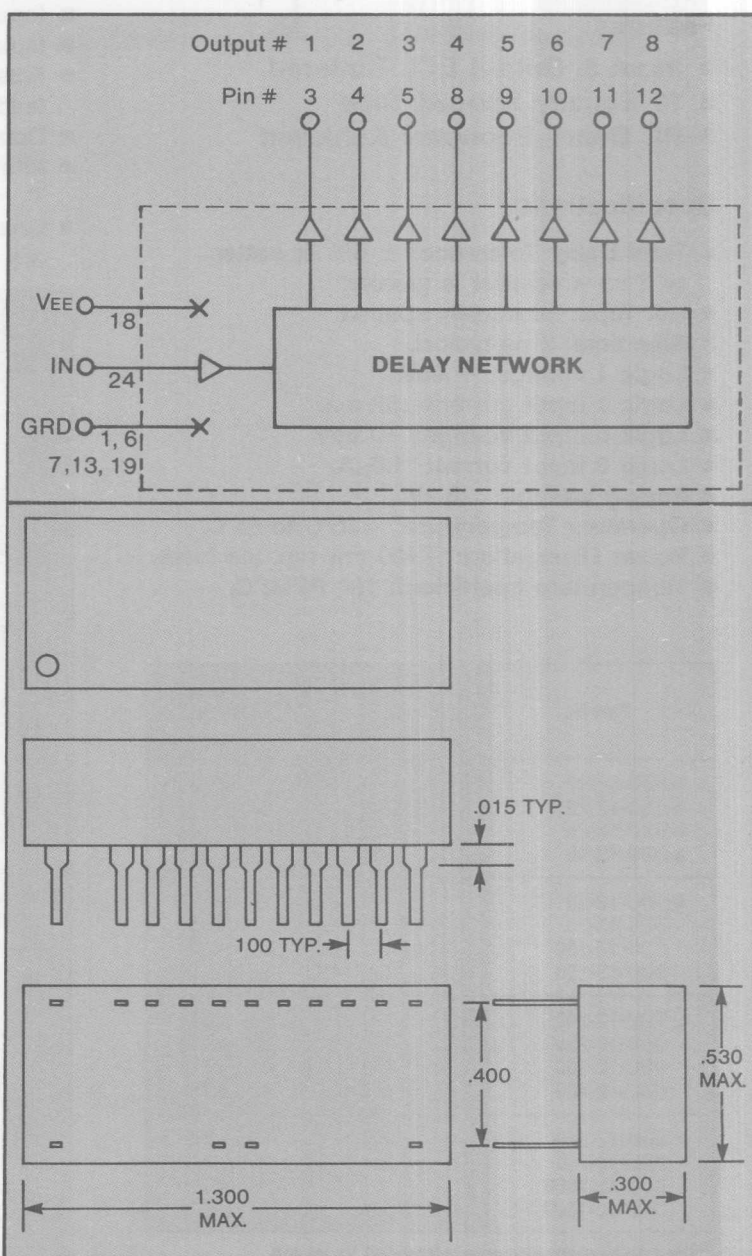 Output # 1 2 3 4 5 6 7 8
Pin # 3 4 5 8 9 10 11 12
VEE
18
IN
24
DELAY NETWORK
GRD
1, 6
7,13, 19
.015 TYP.
100 TYP.
.400
.530
MAX.
1.300
MAX.
.300
MAX.